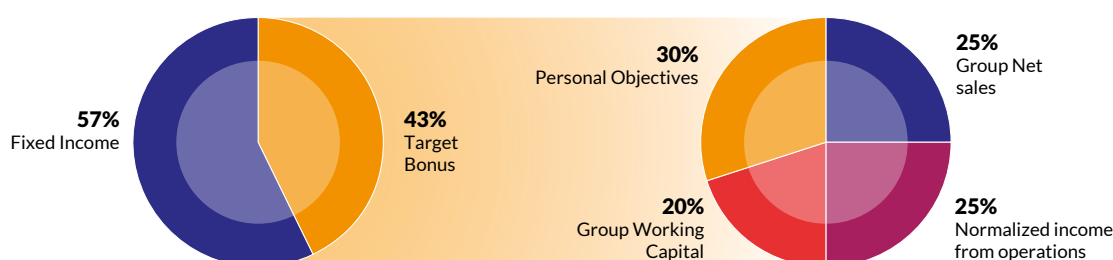 57%
Fixed Income
43%
Target
Bonus
30%
Personal Objectives
25%
Group Net
sales
20%
Group Working
Capital
25%
Normalized income
from operations